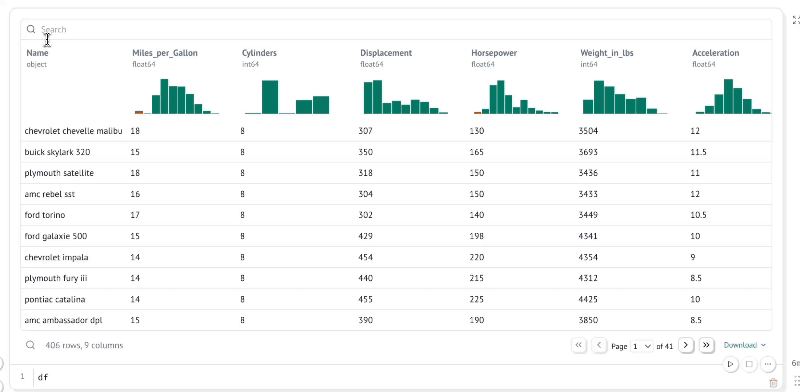 Search
Name Miles_per_Gallon Cylinders Displacement Horsepower Weight_in_lbs Acceleration
object float64 int64 float64 float64 int64 float64
chevrolet chevelle malibu 18 8 307 130 3504 12
buick skylark 320 15 8 350 165 3693 11.5
plymouth satellite 18 8 318 150 3436 11
amc rebel sst 16 8 304 150 3433 12
ford torino 17 8 302 140 3449 10.5
ford galaxie 500 15 8 429 198 4341 10
chevrolet impala 14 8 454 220 4354 9
plymouth fury iii 14 8 440 215 4312 8.5
pontiac catalina 14 8 455 225 4425 10
amc ambassador dpl 15 8 390 190 3850 8.5
406 rows, 9 columns Page 1 of 41 Download
1 df